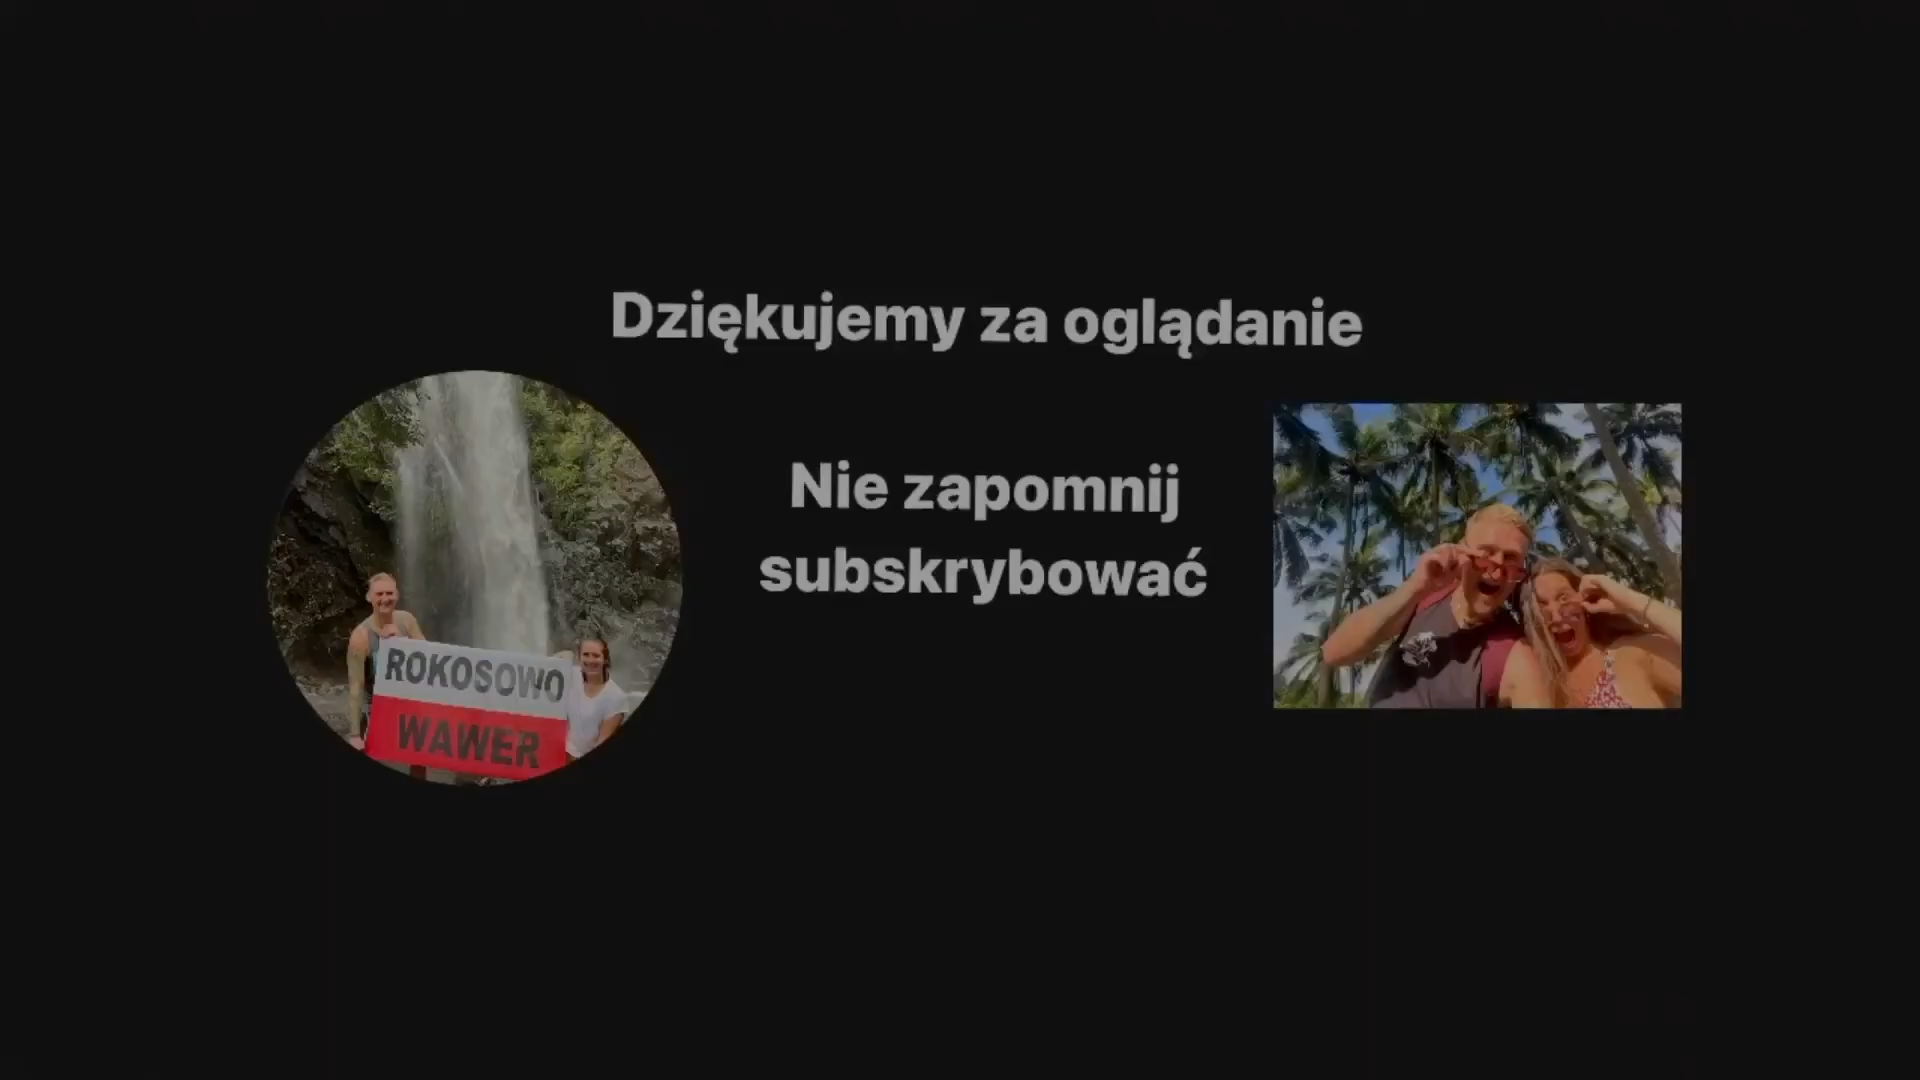 Dziękujemy za oglądanie
Nie zapomnij
subskrybować
ROKOSOWO
WAWER